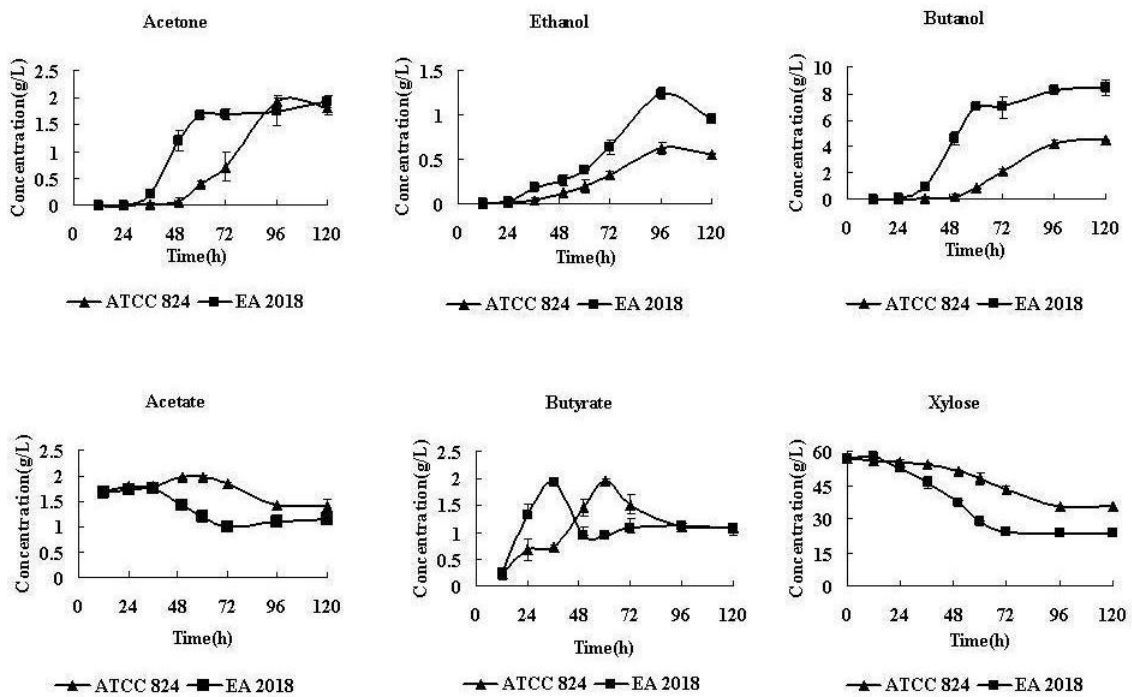 Acetone
Concentration(g/L)
2.5
2
1.5
1
0.5
0
0 24 48 72 96 120
Time(h)
ATCC 824 EA 2018
Ethanol
Concentration(g/L)
1.5
1
0.5
0
0 24 48 72 96 120
Time(h)
ATCC 824 EA 2018
Butanol
Concentration(g/L)
10
8
6
4
2
0
0 24 48 72 96 120
Time(h)
ATCC 824 EA 2018
Acetate
Concentration(g/L)
2.5
2
1.5
1
0.5
0
0 24 48 72 96 120
Time(h)
ATCC 824 EA 2018
Butyrate
Concentration(g/L)
2.5
2
1.5
1
0.5
0
0 24 48 72 96 120
Time(h)
ATCC 824 EA 2018
Xylose
Concentration(g/L)
60
45
30
15
0
0 24 48 72 96 120
Time(h)
ATCC 824 EA 2018